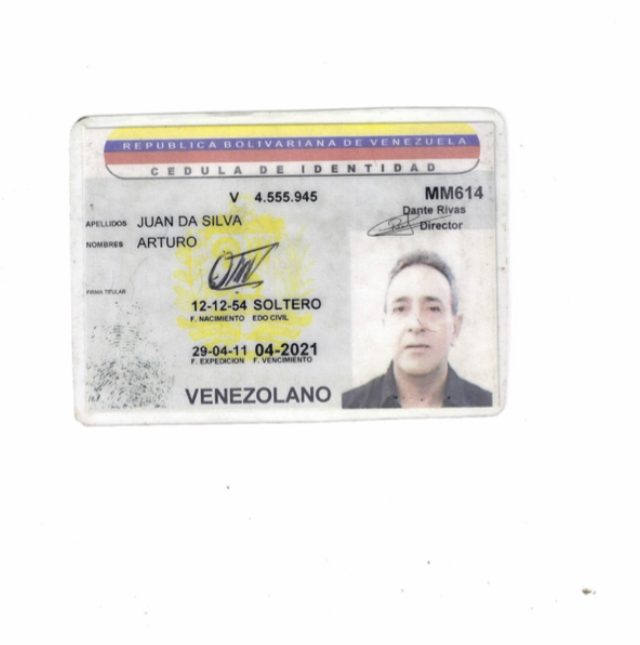 REPUBLICA BOLIVARIANA DE VENEZUELA
CEDULA DE IDENTIDAD
V 4.555.945
MM614
Dante Rivas
Director
APELLIDOS JUAN DA SILVA
NOMBRES ARTURO
FIRMA TITULAR
12-12-54 SOLTERO
F. NACIMIENTO EDO CIVIL
29-04-11 04-2021
F. EXPEDICION F. VENCIMIENTO
VENEZOLANO